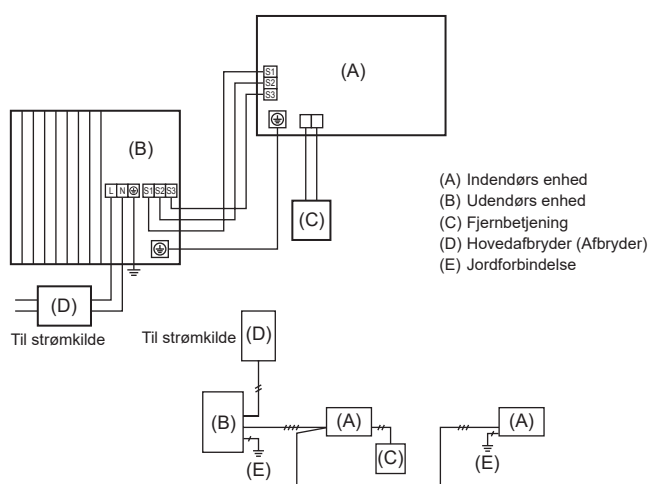 (A)
S1
S2
S3
(B)
L N S1 S2 S3
(C)
(D)
Til strømkilde
(A) Indendørs enhed
(B) Udendørs enhed
(C) Fjernbetjening
(D) Hovedafbryder (Afbryder)
(E) Jordforbindelse
Til strømkilde (D)
(B)
(A)
(A)
(E)
(C)
(E)